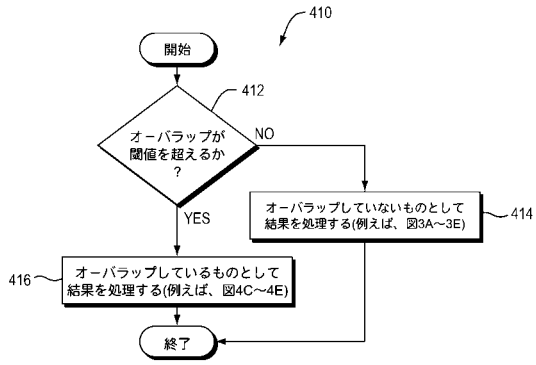 410
開始
412
オーバラップが
閾値を超えるか
?
NO
YES
オーバラップしていないものとして
結果を処理する(例えば、図3A～3E)
414
オーバラップしているものとして
結果を処理する(例えば、図4C～4E)
416
終了